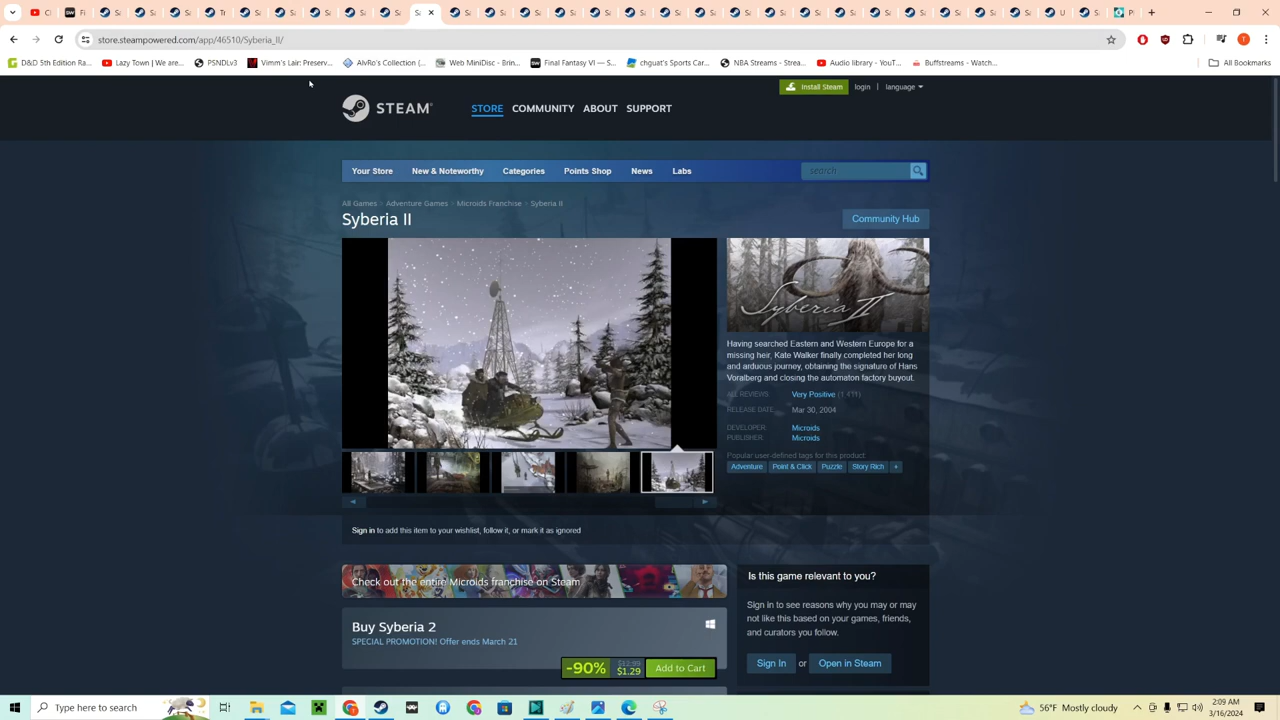 store.steampowered.com/app/46510/Syberia_II/
D&D 5th Edition Ra... Lazy Town | We are... PSNDLv3 Vimm's Lair: Preserv... AlvRo's Collection (... Web MiniDisc - Brin... Final Fantasy VI — S... chguat's Sports Car... NBA Streams - Strea... Audio library - YouT... Buffstreams - Watch... All Bookmarks
Install Steam login | language
STEAM STORE COMMUNITY ABOUT SUPPORT
Your Store New & Noteworthy Categories Points Shop News Labs search
All Games > Adventure Games > Microids Franchise > Syberia II
Syberia II Community Hub
Syberia II
Having searched Eastern and Western Europe for a
missing heir, Kate Walker finally completed her long
and arduous journey, obtaining the signature of Hans
Voralberg and closing the automaton factory buyout.
ALL REVIEWS: Very Positive
RELEASE DATE: Mar 30, 2004
DEVELOPER: Microids
PUBLISHER: Microids
Popular user-defined tags for this product:
Adventure Point & Click Puzzle Story Rich +
Sign in to add this item to your wishlist, follow it, or mark it as ignored
Check out the entire Microids franchise on Steam
Buy Syberia 2
SPECIAL PROMOTION! Offer ends March 21
-90% $12.99 $1.29 Add to Cart
Is this game relevant to you?
Sign in to see reasons why you may or may
not like this based on your games, friends,
and curators you follow.
Sign In or Open in Steam
Type here to search
56°F Mostly cloudy
2:09 AM
3/16/2024